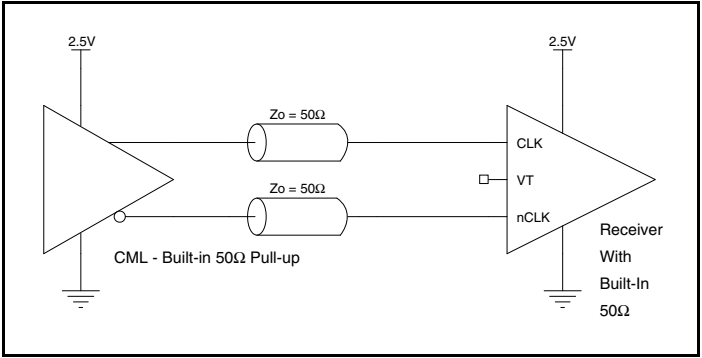 2.5V
2.5V
Zo = 50Ω
CLK
VT
Zo = 50Ω
nCLK
CML - Built-in 50Ω Pull-up
Receiver
With
Built-In
50Ω